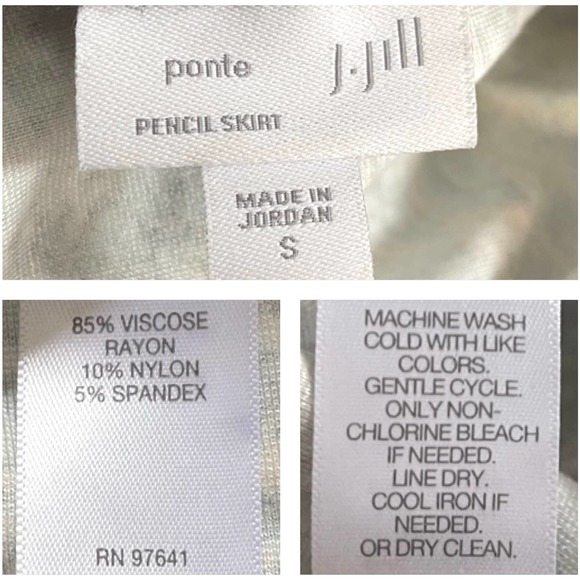 ponte J.Jill
PENCIL SKIRT
MADE IN
JORDAN
S
85% VISCOSE
RAYON
10% NYLON
5% SPANDEX
RN 97641
MACHINE WASH
COLD WITH LIKE
COLORS.
GENTLE CYCLE.
ONLY NON-
CHLORINE BLEACH
IF NEEDED.
LINE DRY.
COOL IRON IF
NEEDED.
OR DRY CLEAN.